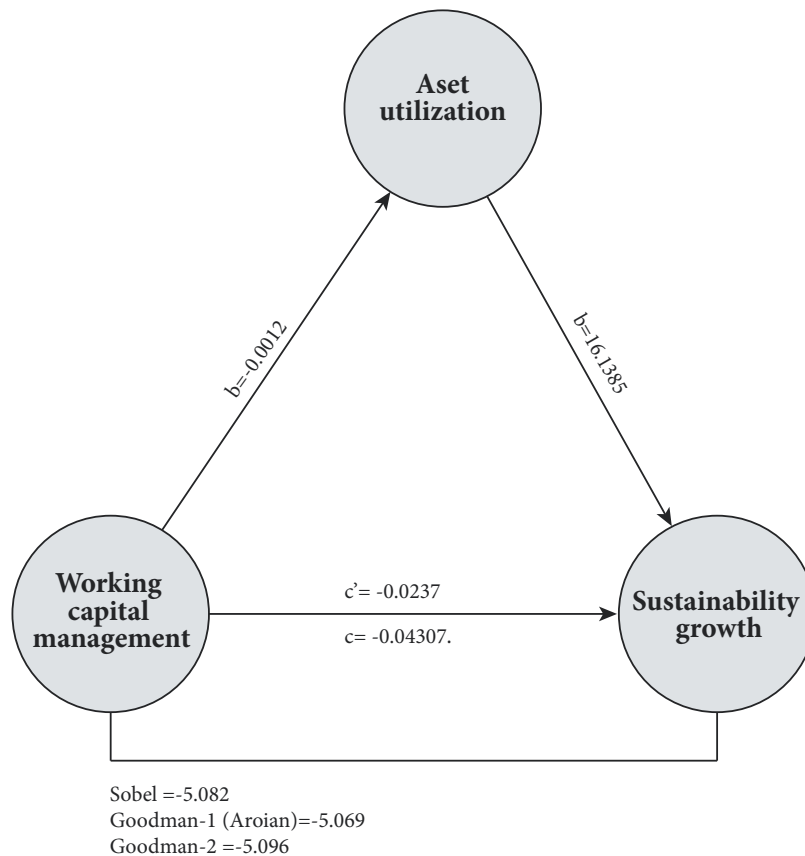 Aset
utilization
b=-0.0012
b=16.1385
Working
capital
management
c’= -0.0237
c= -0.04307.
Sustainability
growth
Sobel =-5.082
Goodman-1 (Aroian)=-5.069
Goodman-2 =-5.096